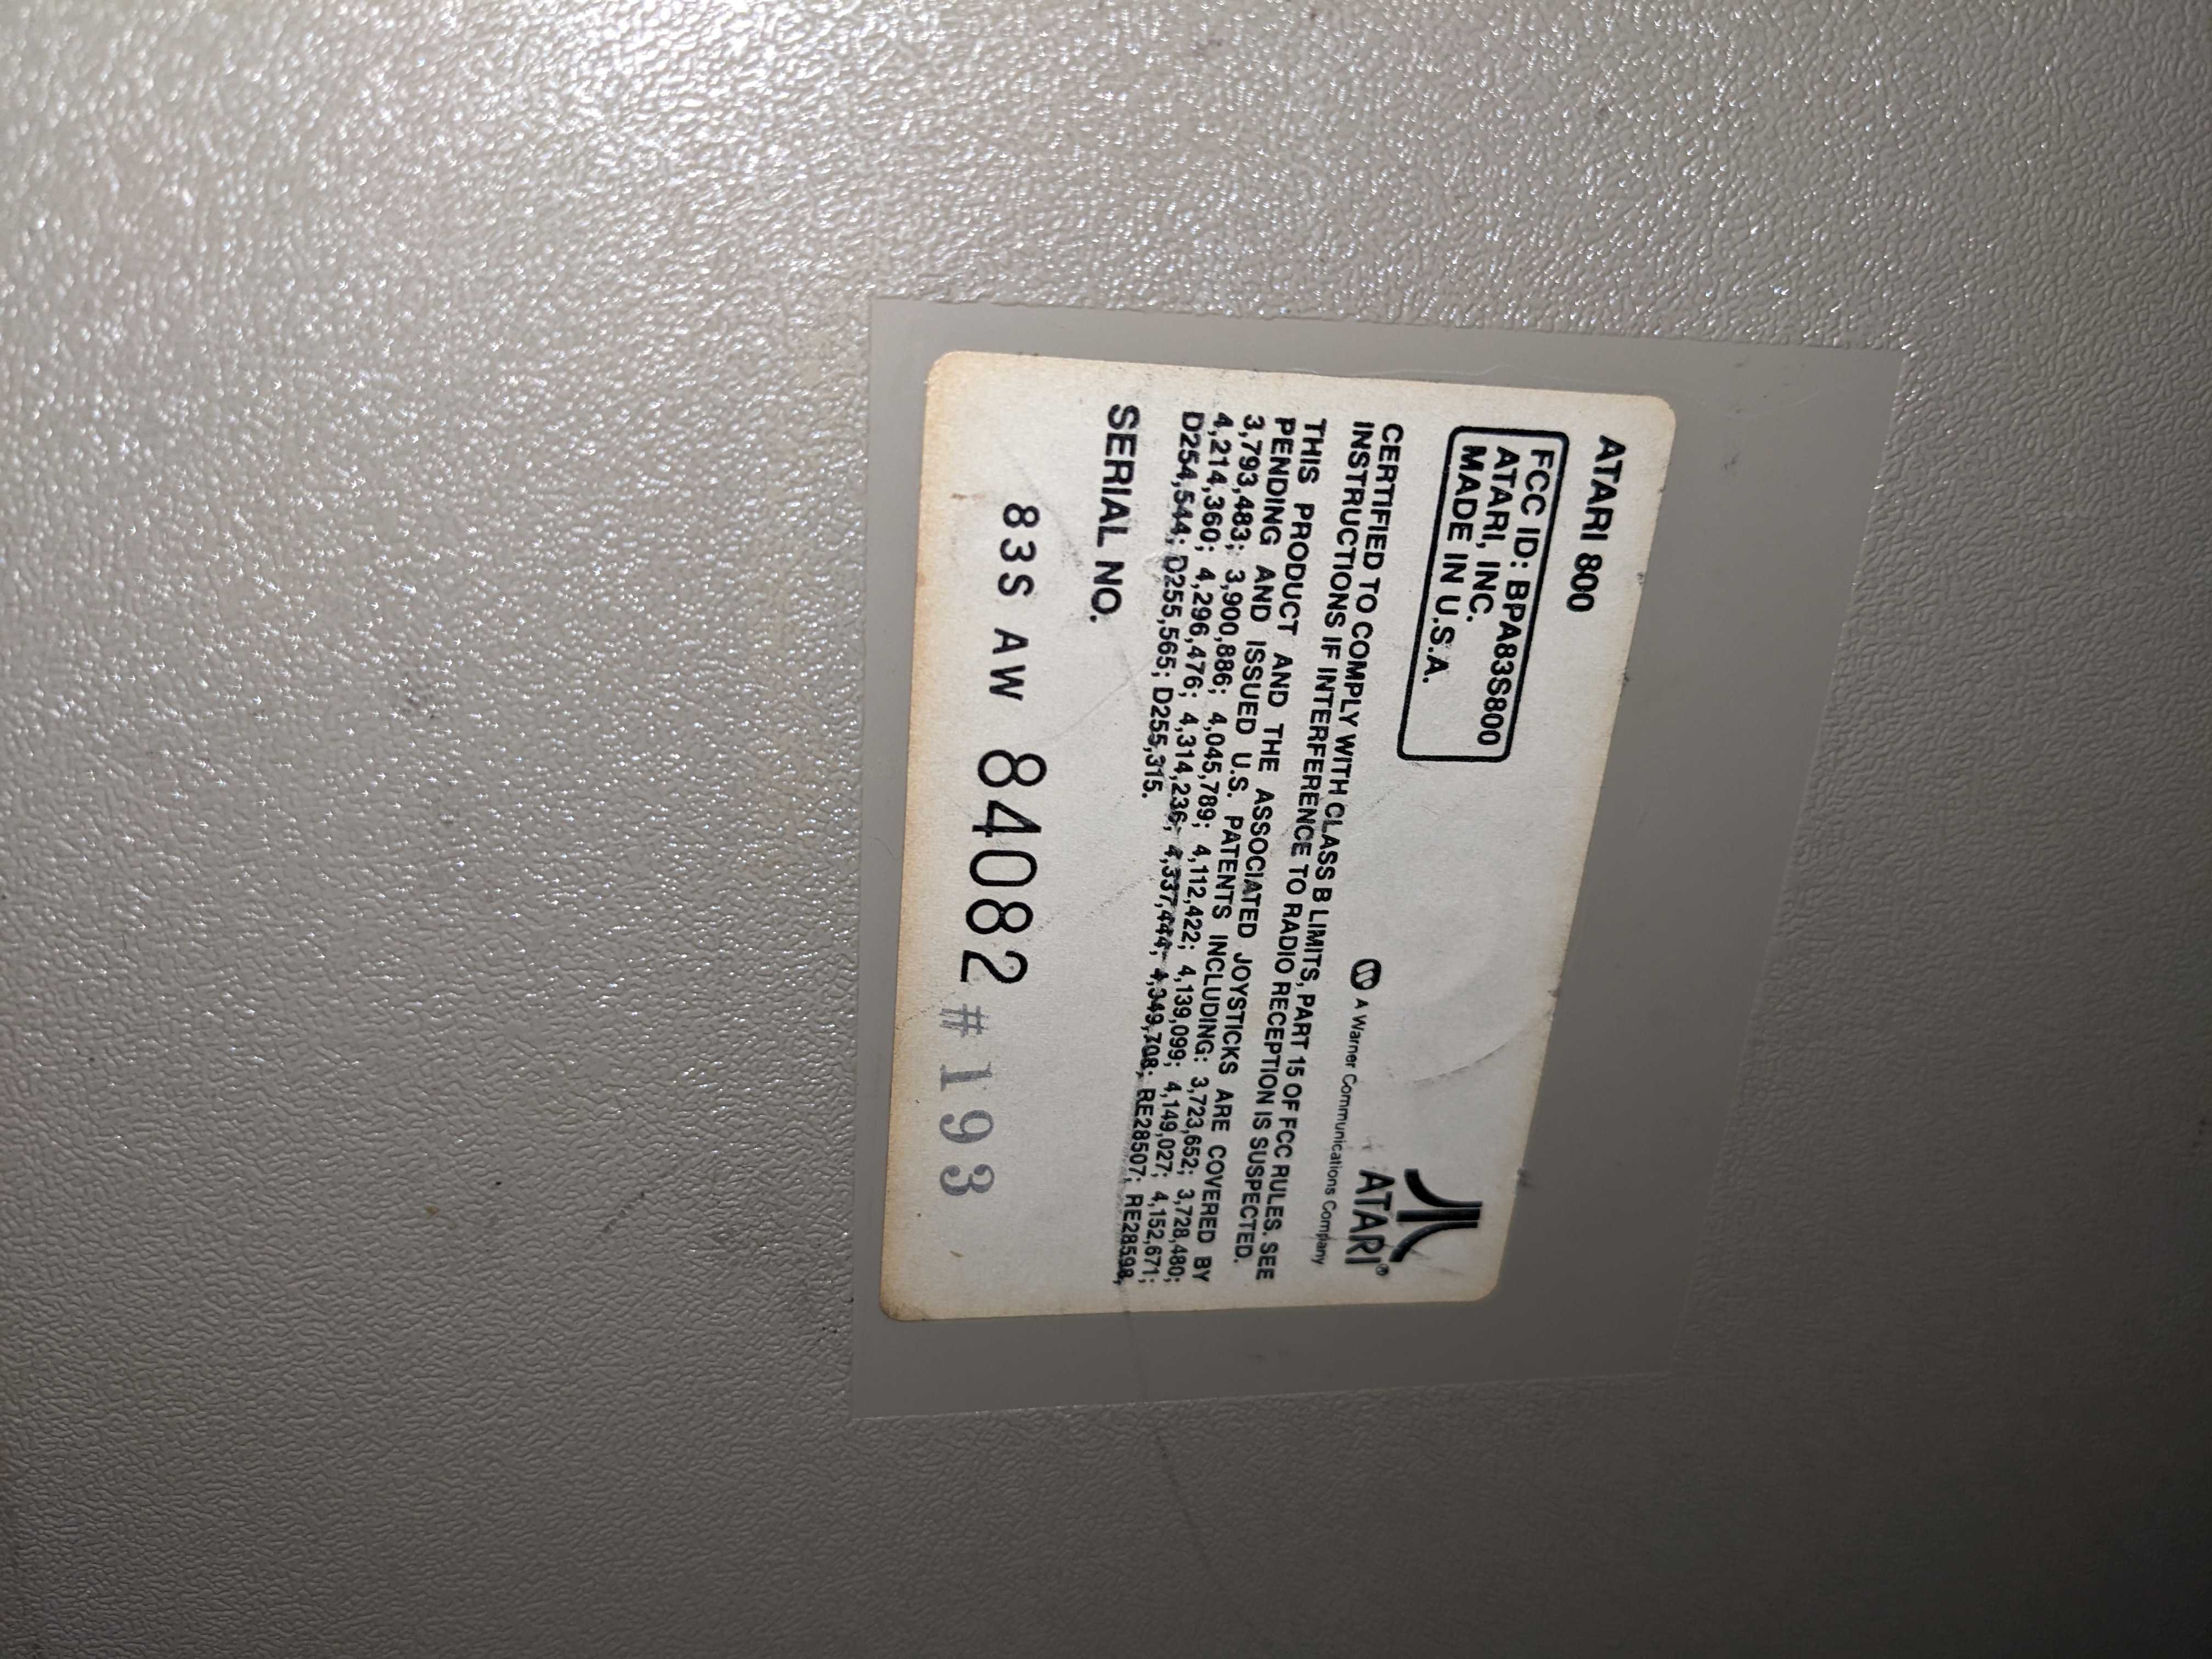 ATARI 800
FCC ID: BPA83S800
ATARI, INC.
MADE IN U.S.A.
ATARI®
W A Warner Communications Company
CERTIFIED TO COMPLY WITH CLASS B LIMITS, PART 15 OF FCC RULES. SEE
INSTRUCTIONS IF INTERFERENCE TO RADIO RECEPTION IS SUSPECTED.
THIS PRODUCT AND THE ASSOCIATED JOYSTICKS ARE COVERED BY
PENDING AND ISSUED U.S. PATENTS INCLUDING: 3,723,652; 3,728,480;
3,793,483; 3,900,886; 4,045,789; 4,112,422; 4,139,099; 4,149,027; 4,152,671;
4,214,360; 4,296,476; 4,314,236; 4,337,444; 4,349,708; RE28507; RE28598,
D254,544; D255,565; D255,315.
SERIAL NO.
83S AW 84082 #193